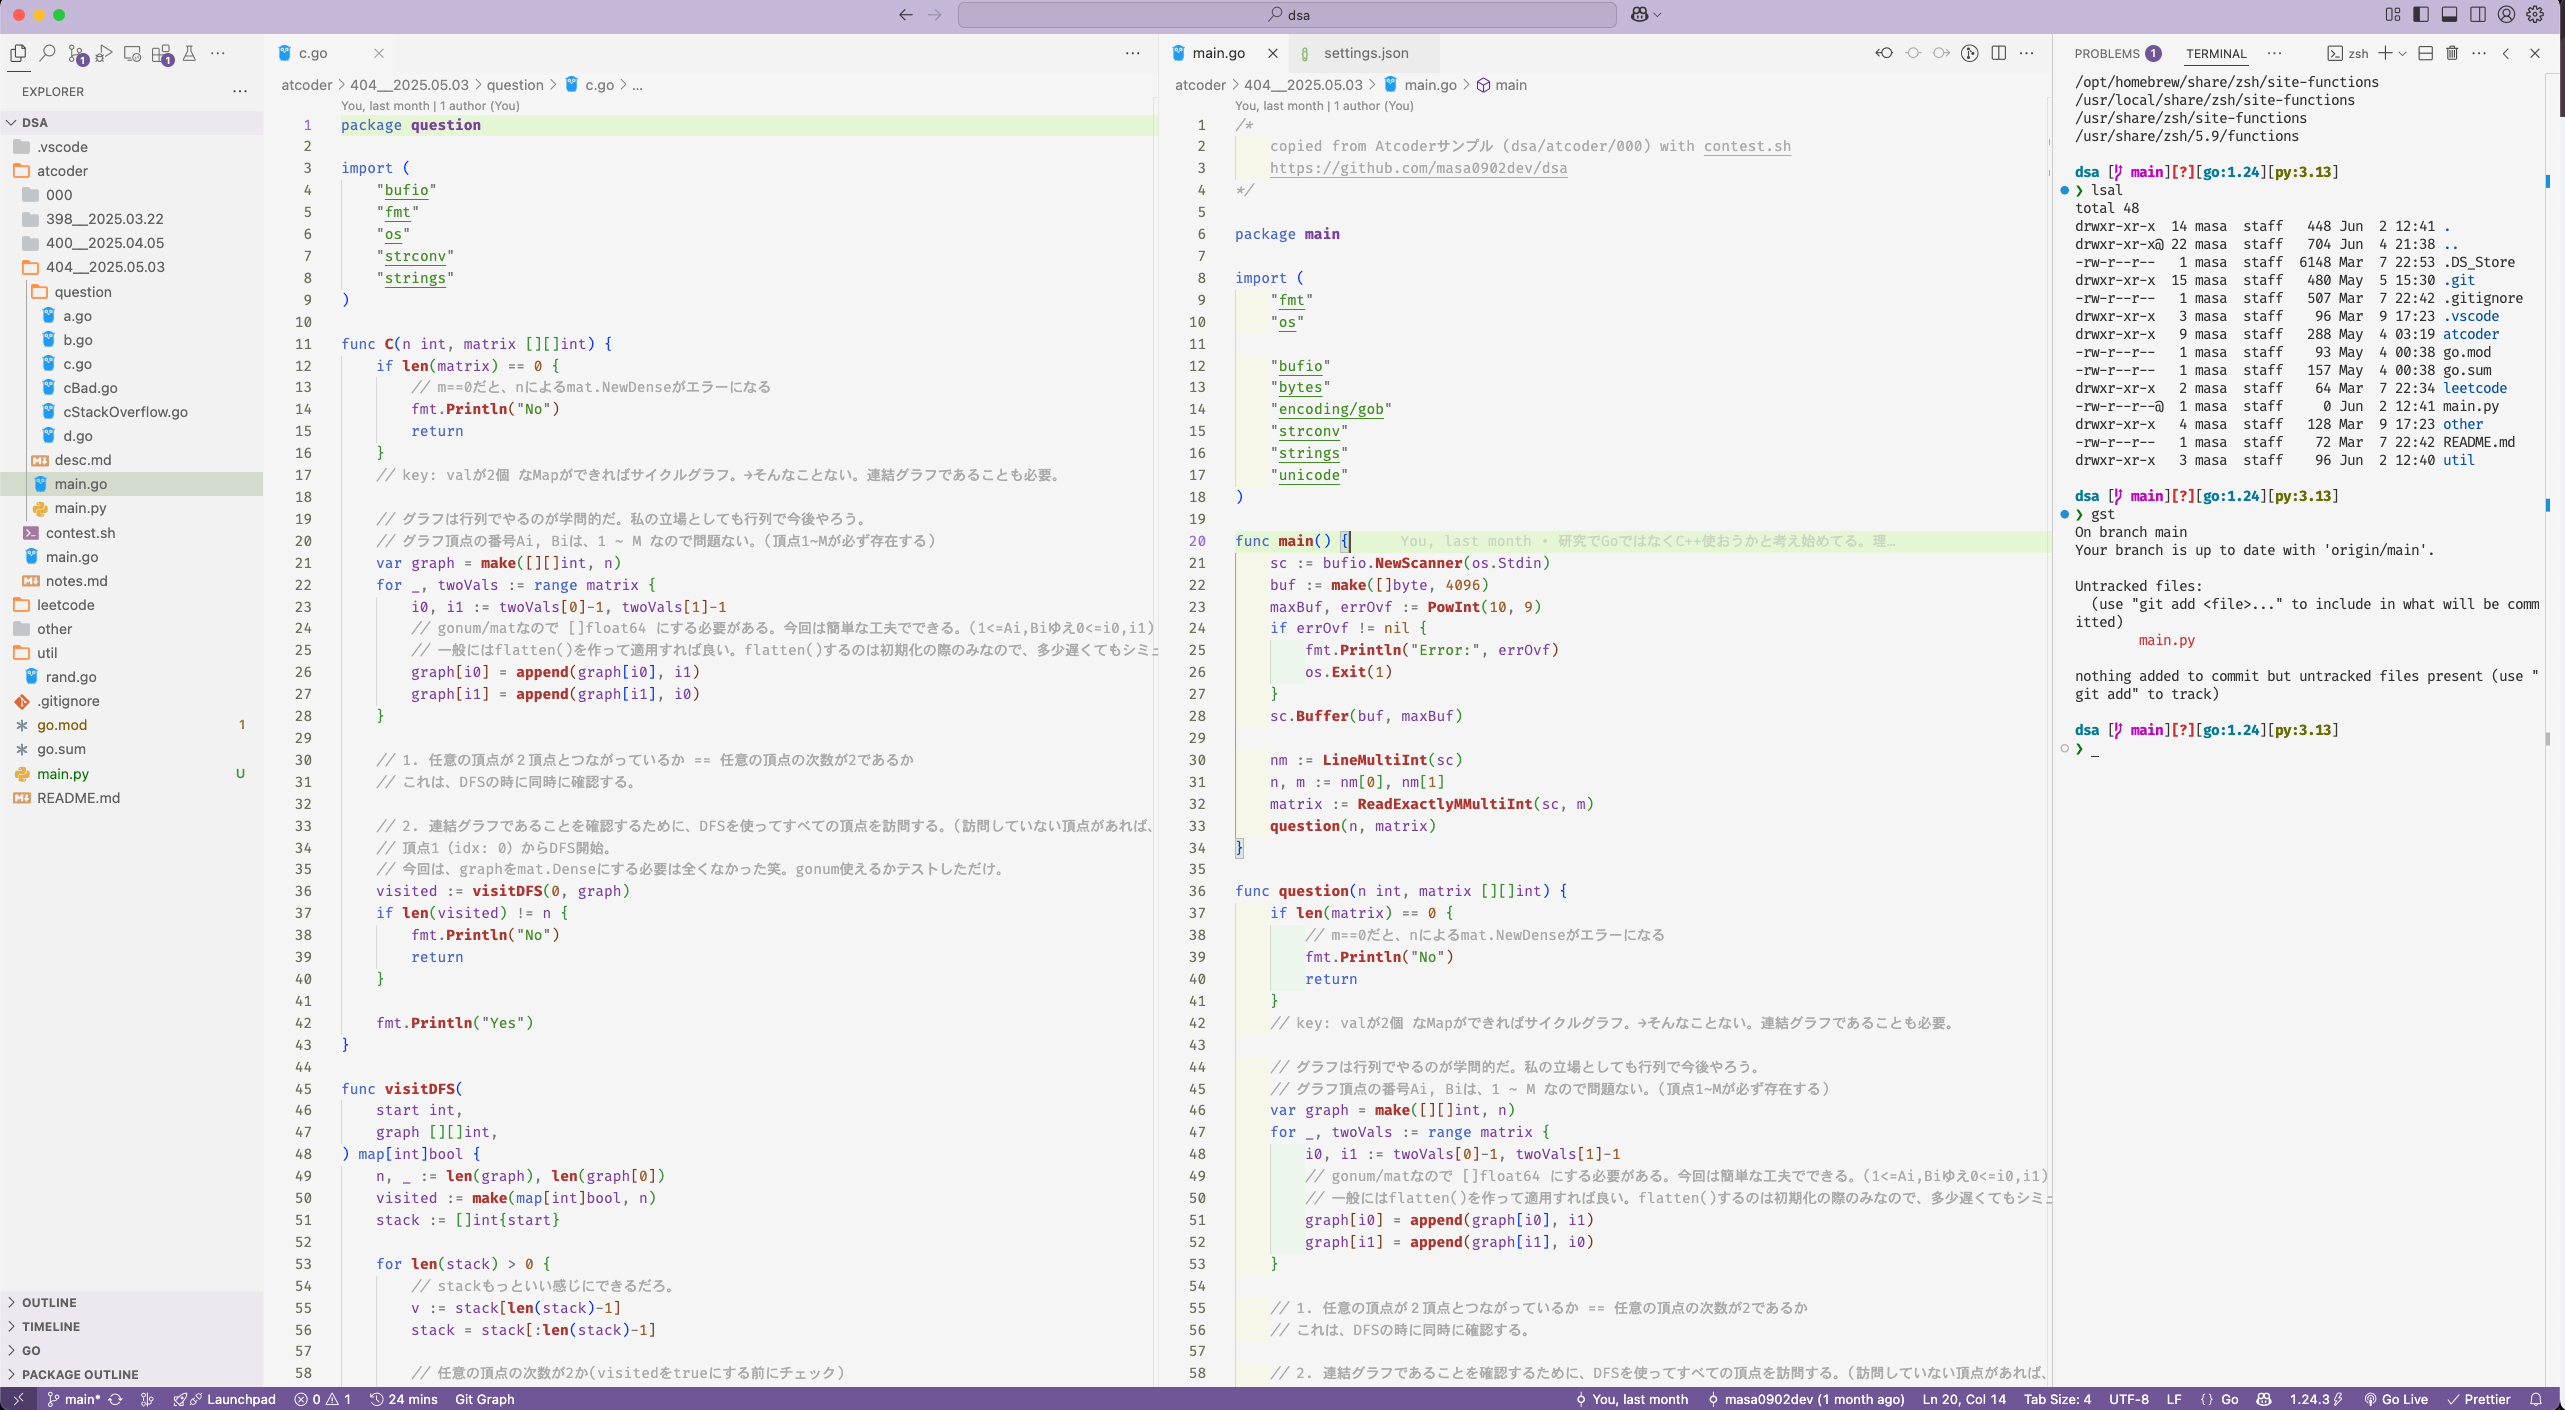 dsa
EXPLORER
DSA
.vscode
atcoder
000
398__2025.03.22
400__2025.04.05
404__2025.05.03
question
a.go
b.go
c.go
cBad.go
cStackOverflow.go
d.go
desc.md
main.go
main.py
contest.sh
main.go
notes.md
leetcode
other
util
rand.go
.gitignore
go.mod 1
go.sum
main.py U
README.md
OUTLINE
TIMELINE
GO
PACKAGE OUTLINE
c.go
atcoder > 404__2025.05.03 > question > c.go > ...
You, last month | 1 author (You)
1 package question
2
3 import (
4 "bufio"
5 "fmt"
6 "os"
7 "strconv"
8 "strings"
9 )
10
11 func C(n int, matrix [][]int) {
12 if len(matrix) == 0 {
13 // m==0だと、nによるmat.NewDenseがエラーになる
14 fmt.Println("No")
15 return
16 }
17 // key: valが2個 なMapができればサイクルグラフ。→そんなことない。連結グラフであることも必要。
18
19 // グラフは行列でやるのが学問的だ。私の立場としても行列で今後やろう。
20 // グラフ頂点の番号Ai, Biは、1 ~ M なので問題ない。(頂点1~Mが必ず存在する)
21 var graph = make([][]int, n)
22 for _, twoVals := range matrix {
23 i0, i1 := twoVals[0]-1, twoVals[1]-1
24 // gonum/matなので []float64 にする必要がある。今回は簡単な工夫でできる。(1<=Ai,Biゆえ0<=i0,i1)
25 // 一般にはflatten()を作って適用すれば良い。flatten()するのは初期化の際のみなので、多少遅くてもシミュ
26 graph[i0] = append(graph[i0], i1)
27 graph[i1] = append(graph[i1], i0)
28 }
29
30 // 1. 任意の頂点が２頂点とつながっているか == 任意の頂点の次数が2であるか
31 // これは、DFSの時に同時に確認する。
32
33 // 2. 連結グラフであることを確認するために、DFSを使ってすべての頂点を訪問する。(訪問していない頂点があれば、
34 // 頂点1 (idx: 0) からDFS開始。
35 // 今回は、graphをmat.Denseにする必要は全くなかった笑。gonum使えるかテストしただけ。
36 visited := visitDFS(0, graph)
37 if len(visited) != n {
38 fmt.Println("No")
39 return
40 }
41
42 fmt.Println("Yes")
43 }
44
45 func visitDFS(
46 start int,
47 graph [][]int,
48 ) map[int]bool {
49 n, _ := len(graph), len(graph[0])
50 visited := make(map[int]bool, n)
51 stack := []int{start}
52
53 for len(stack) > 0 {
54 // stackもっといい感じにできるだろ。
55 v := stack[len(stack)-1]
56 stack = stack[:len(stack)-1]
57
58 // 任意の頂点の次数が2か(visitedをtrueにする前にチェック)
main.go settings.json
atcoder > 404__2025.05.03 > main.go > main
You, last month | 1 author (You)
1 /*
2 copied from Atcoderサンプル (dsa/atcoder/000) with contest.sh
3 https://github.com/masa0902dev/dsa
4 */
5
6 package main
7
8 import (
9 "fmt"
10 "os"
11
12 "bufio"
13 "bytes"
14 "encoding/gob"
15 "strconv"
16 "strings"
17 "unicode"
18 )
19
20 func main() { You, last month • 研究でGoではなくC++使おうかと考え始めてる。理…
21 sc := bufio.NewScanner(os.Stdin)
22 buf := make([]byte, 4096)
23 maxBuf, errOvf := PowInt(10, 9)
24 if errOvf != nil {
25 fmt.Println("Error:", errOvf)
26 os.Exit(1)
27 }
28 sc.Buffer(buf, maxBuf)
29
30 nm := LineMultiInt(sc)
31 n, m := nm[0], nm[1]
32 matrix := ReadExactlyMMultiInt(sc, m)
33 question(n, matrix)
34 }
35
36 func question(n int, matrix [][]int) {
37 if len(matrix) == 0 {
38 // m==0だと、nによるmat.NewDenseがエラーになる
39 fmt.Println("No")
40 return
41 }
42 // key: valが2個 なMapができればサイクルグラフ。→そんなことない。連結グラフであることも必要。
43
44 // グラフは行列でやるのが学問的だ。私の立場としても行列で今後やろう。
45 // グラフ頂点の番号Ai, Biは、1 ~ M なので問題ない。(頂点1~Mが必ず存在する)
46 var graph = make([][]int, n)
47 for _, twoVals := range matrix {
48 i0, i1 := twoVals[0]-1, twoVals[1]-1
49 // gonum/matなので []float64 にする必要がある。今回は簡単な工夫でできる。(1<=Ai,Biゆえ0<=i0,i1)
50 // 一般にはflatten()を作って適用すれば良い。flatten()するのは初期化の際のみなので、多少遅くてもシミュ
51 graph[i0] = append(graph[i0], i1)
52 graph[i1] = append(graph[i1], i0)
53 }
54
55 // 1. 任意の頂点が２頂点とつながっているか == 任意の頂点の次数が2であるか
56 // これは、DFSの時に同時に確認する。
57
58 // 2. 連結グラフであることを確認するために、DFSを使ってすべての頂点を訪問する。(訪問していない頂点があれば、
PROBLEMS 1 TERMINAL zsh
/opt/homebrew/share/zsh/site-functions
/usr/local/share/zsh/site-functions
/usr/share/zsh/site-functions
/usr/share/zsh/5.9/functions
dsa [main][?][go:1.24][py:3.13]
❯ lsal
total 48
drwxr-xr-x 14 masa staff 448 Jun 2 12:41 .
drwxr-xr-x@ 22 masa staff 704 Jun 4 21:38 ..
-rw-r--r-- 1 masa staff 6148 Mar 7 22:53 .DS_Store
drwxr-xr-x 15 masa staff 480 May 5 15:30 .git
-rw-r--r-- 1 masa staff 507 Mar 7 22:42 .gitignore
drwxr-xr-x 3 masa staff 96 Mar 9 17:23 .vscode
drwxr-xr-x 9 masa staff 288 May 4 03:19 atcoder
-rw-r--r-- 1 masa staff 93 May 4 00:38 go.mod
-rw-r--r-- 1 masa staff 157 May 4 00:38 go.sum
drwxr-xr-x 2 masa staff 64 Mar 7 22:34 leetcode
-rw-r--r--@ 1 masa staff 0 Jun 2 12:41 main.py
drwxr-xr-x 4 masa staff 128 Mar 9 17:23 other
-rw-r--r-- 1 masa staff 72 Mar 7 22:42 README.md
drwxr-xr-x 3 masa staff 96 Jun 2 12:40 util
dsa [main][?][go:1.24][py:3.13]
❯ gst
On branch main
Your branch is up to date with 'origin/main'.
Untracked files:
(use "git add <file>..." to include in what will be comm
itted)
main.py
nothing added to commit but untracked files present (use "
git add" to track)
dsa [main][?][go:1.24][py:3.13]
❯ _
main* Launchpad 0 1 24 mins Git Graph You, last month masa0902dev (1 month ago) Ln 20, Col 14 Tab Size: 4 UTF-8 LF {} Go 1.24.3 Go Live Prettier